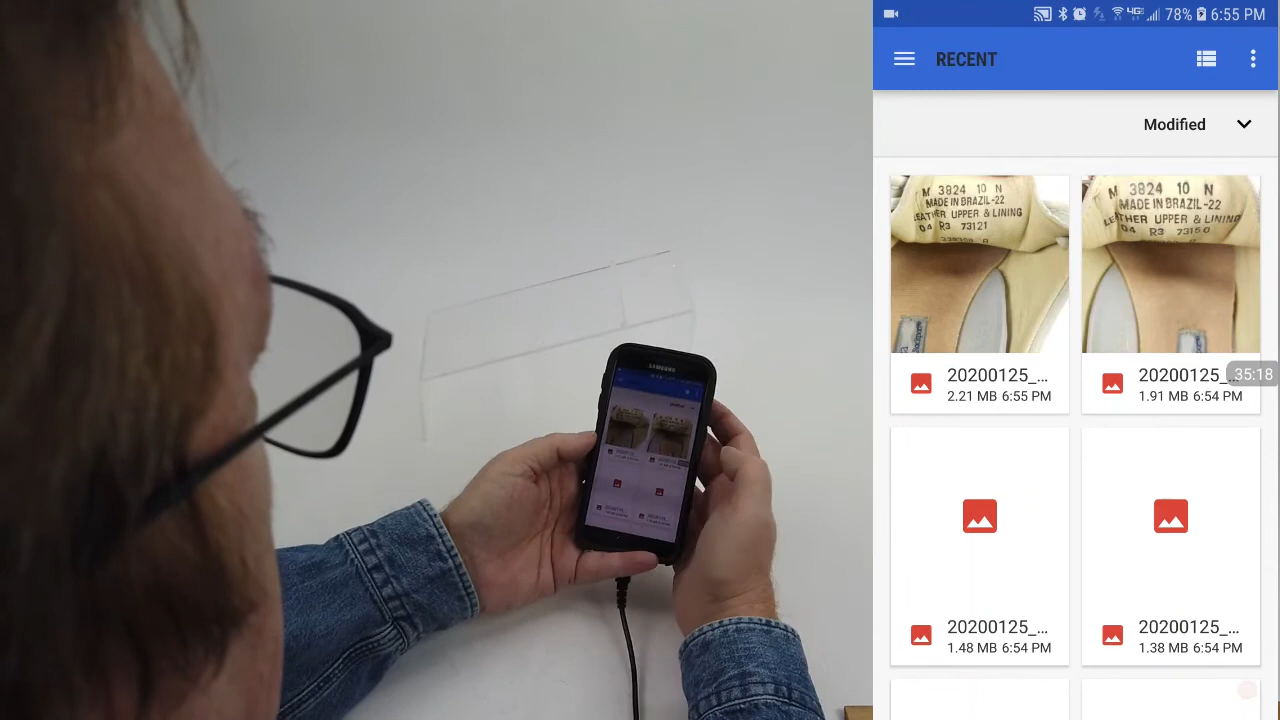 4G
78%
6:55 PM
RECENT
Modified
M 3824 10 N
MADE IN BRAZIL-22
LEATHER UPPER & LINING
04 R3 73121
M 3824 10 N
MADE IN BRAZIL-22
LEATHER UPPER & LINING
04 R3 73150
20200125_...
2.21 MB 6:55 PM
20200125_...
1.91 MB 6:54 PM
35:18
20200125_...
1.48 MB 6:54 PM
20200125_...
1.38 MB 6:54 PM
SAMSUNG